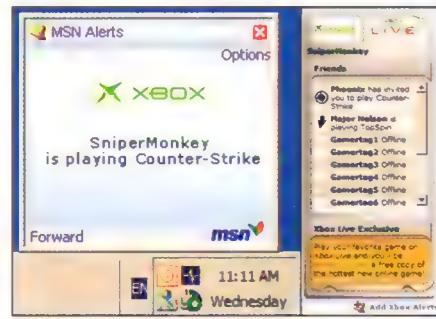 MSN Alerts
Options
XBOX
SniperMonkey
is playing Counter-Strike
Forward
msn
EN
11:11 AM
Wednesday
LIVE
SniperMonkey
Friends
Phoenix has invited
you to play Counter-
Strike
Major Nelson is
playing TopSpin
Gamertag1 Offline
Gamertag2 Offline
Gamertag3 Offline
Gamertag4 Offline
Gamertag5 Offline
Gamertag6 Offline
Xbox Live Exclusive
Play your favorite game on
Xbox Live and you'll be
a free copy of
the hottest new online game!
Add Xbox Alerts